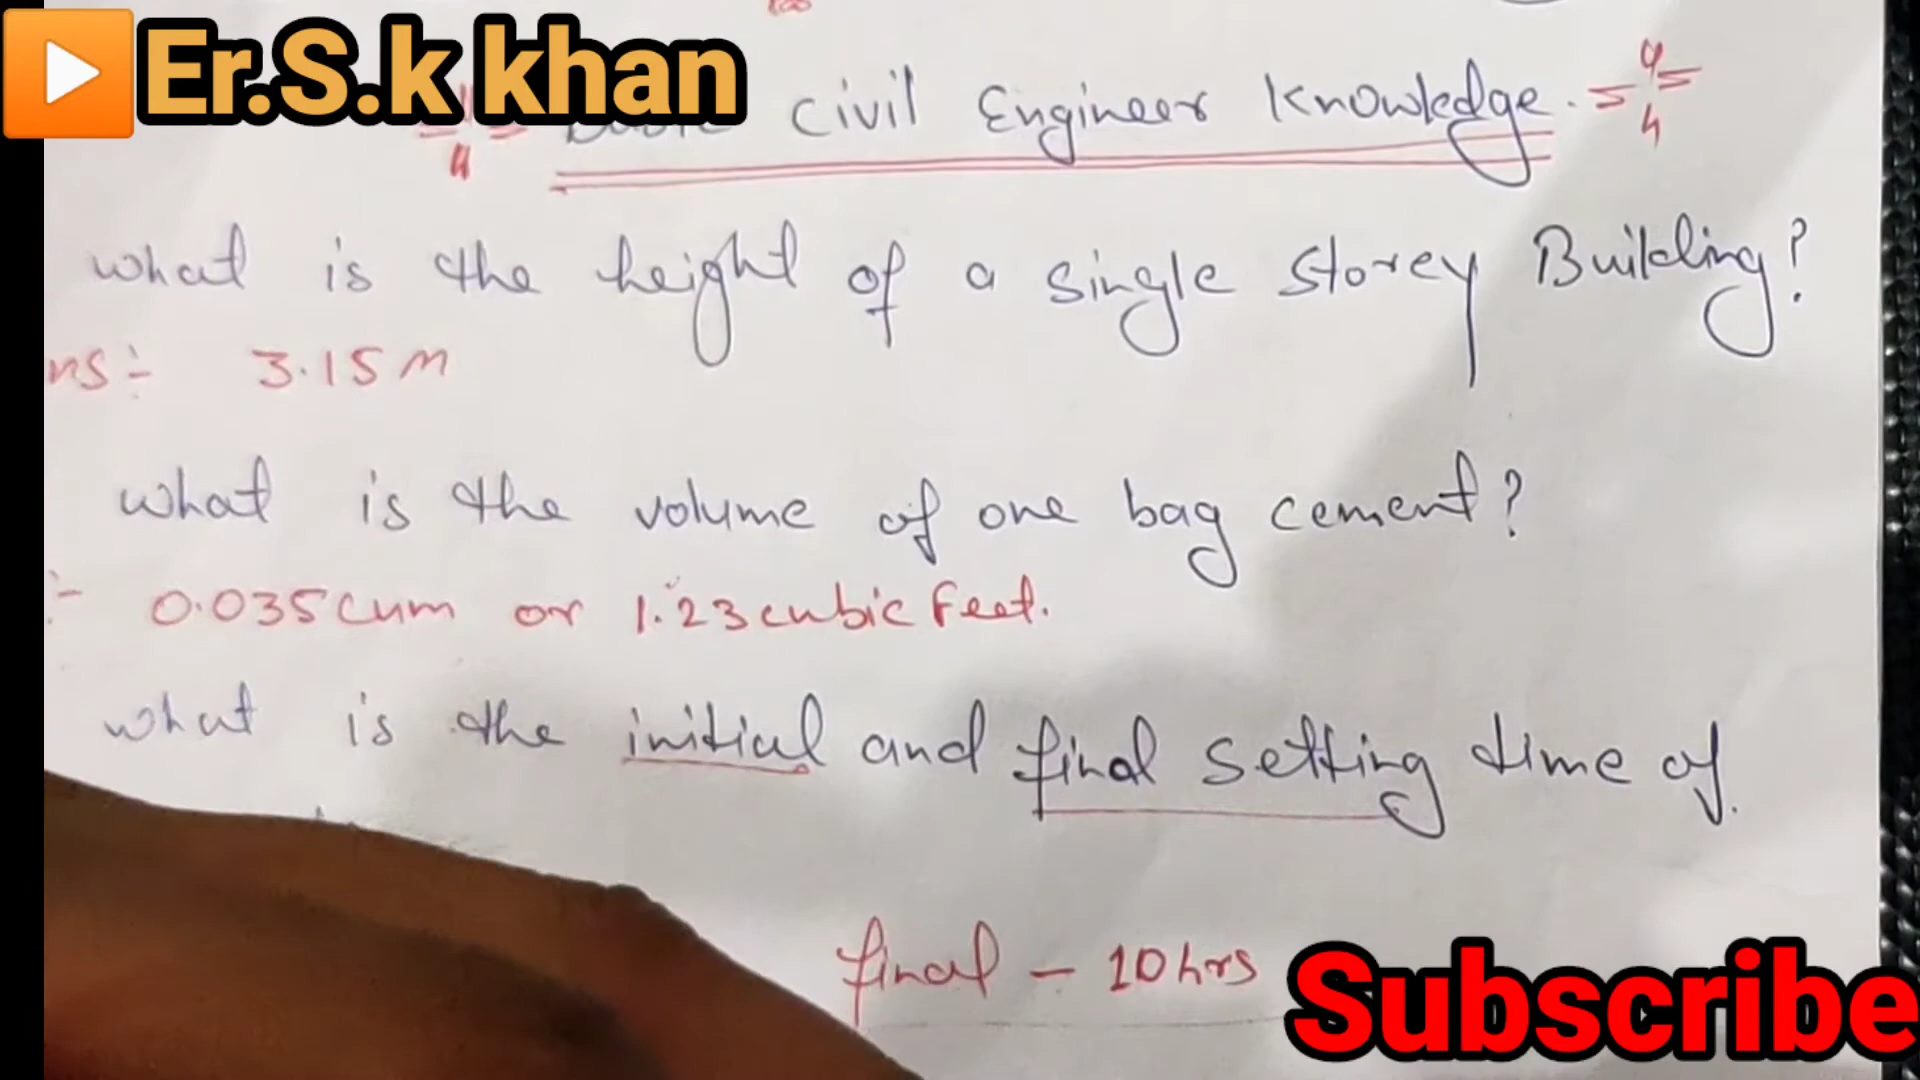 Er.S.k khan
Civil Engineer Knowledge.
what is the height of a single storey Building?
ns:- 3.15 m
what is the volume of one bag cement?
:- 0.035 cum or 1.23 cubic feet.
what is the initial and final setting time of
final - 10 hrs
Subscribe